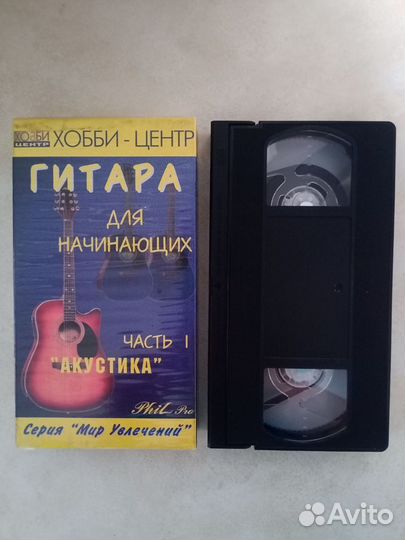 ХОББИ
ЦЕНТР
ХОББИ - ЦЕНТР
ГИТАРА
ДЛЯ
НАЧИНАЮЩИХ
ЧАСТЬ I
"АКУСТИКА"
Phil Pro
Серия "Мир Увлечений"
Avito